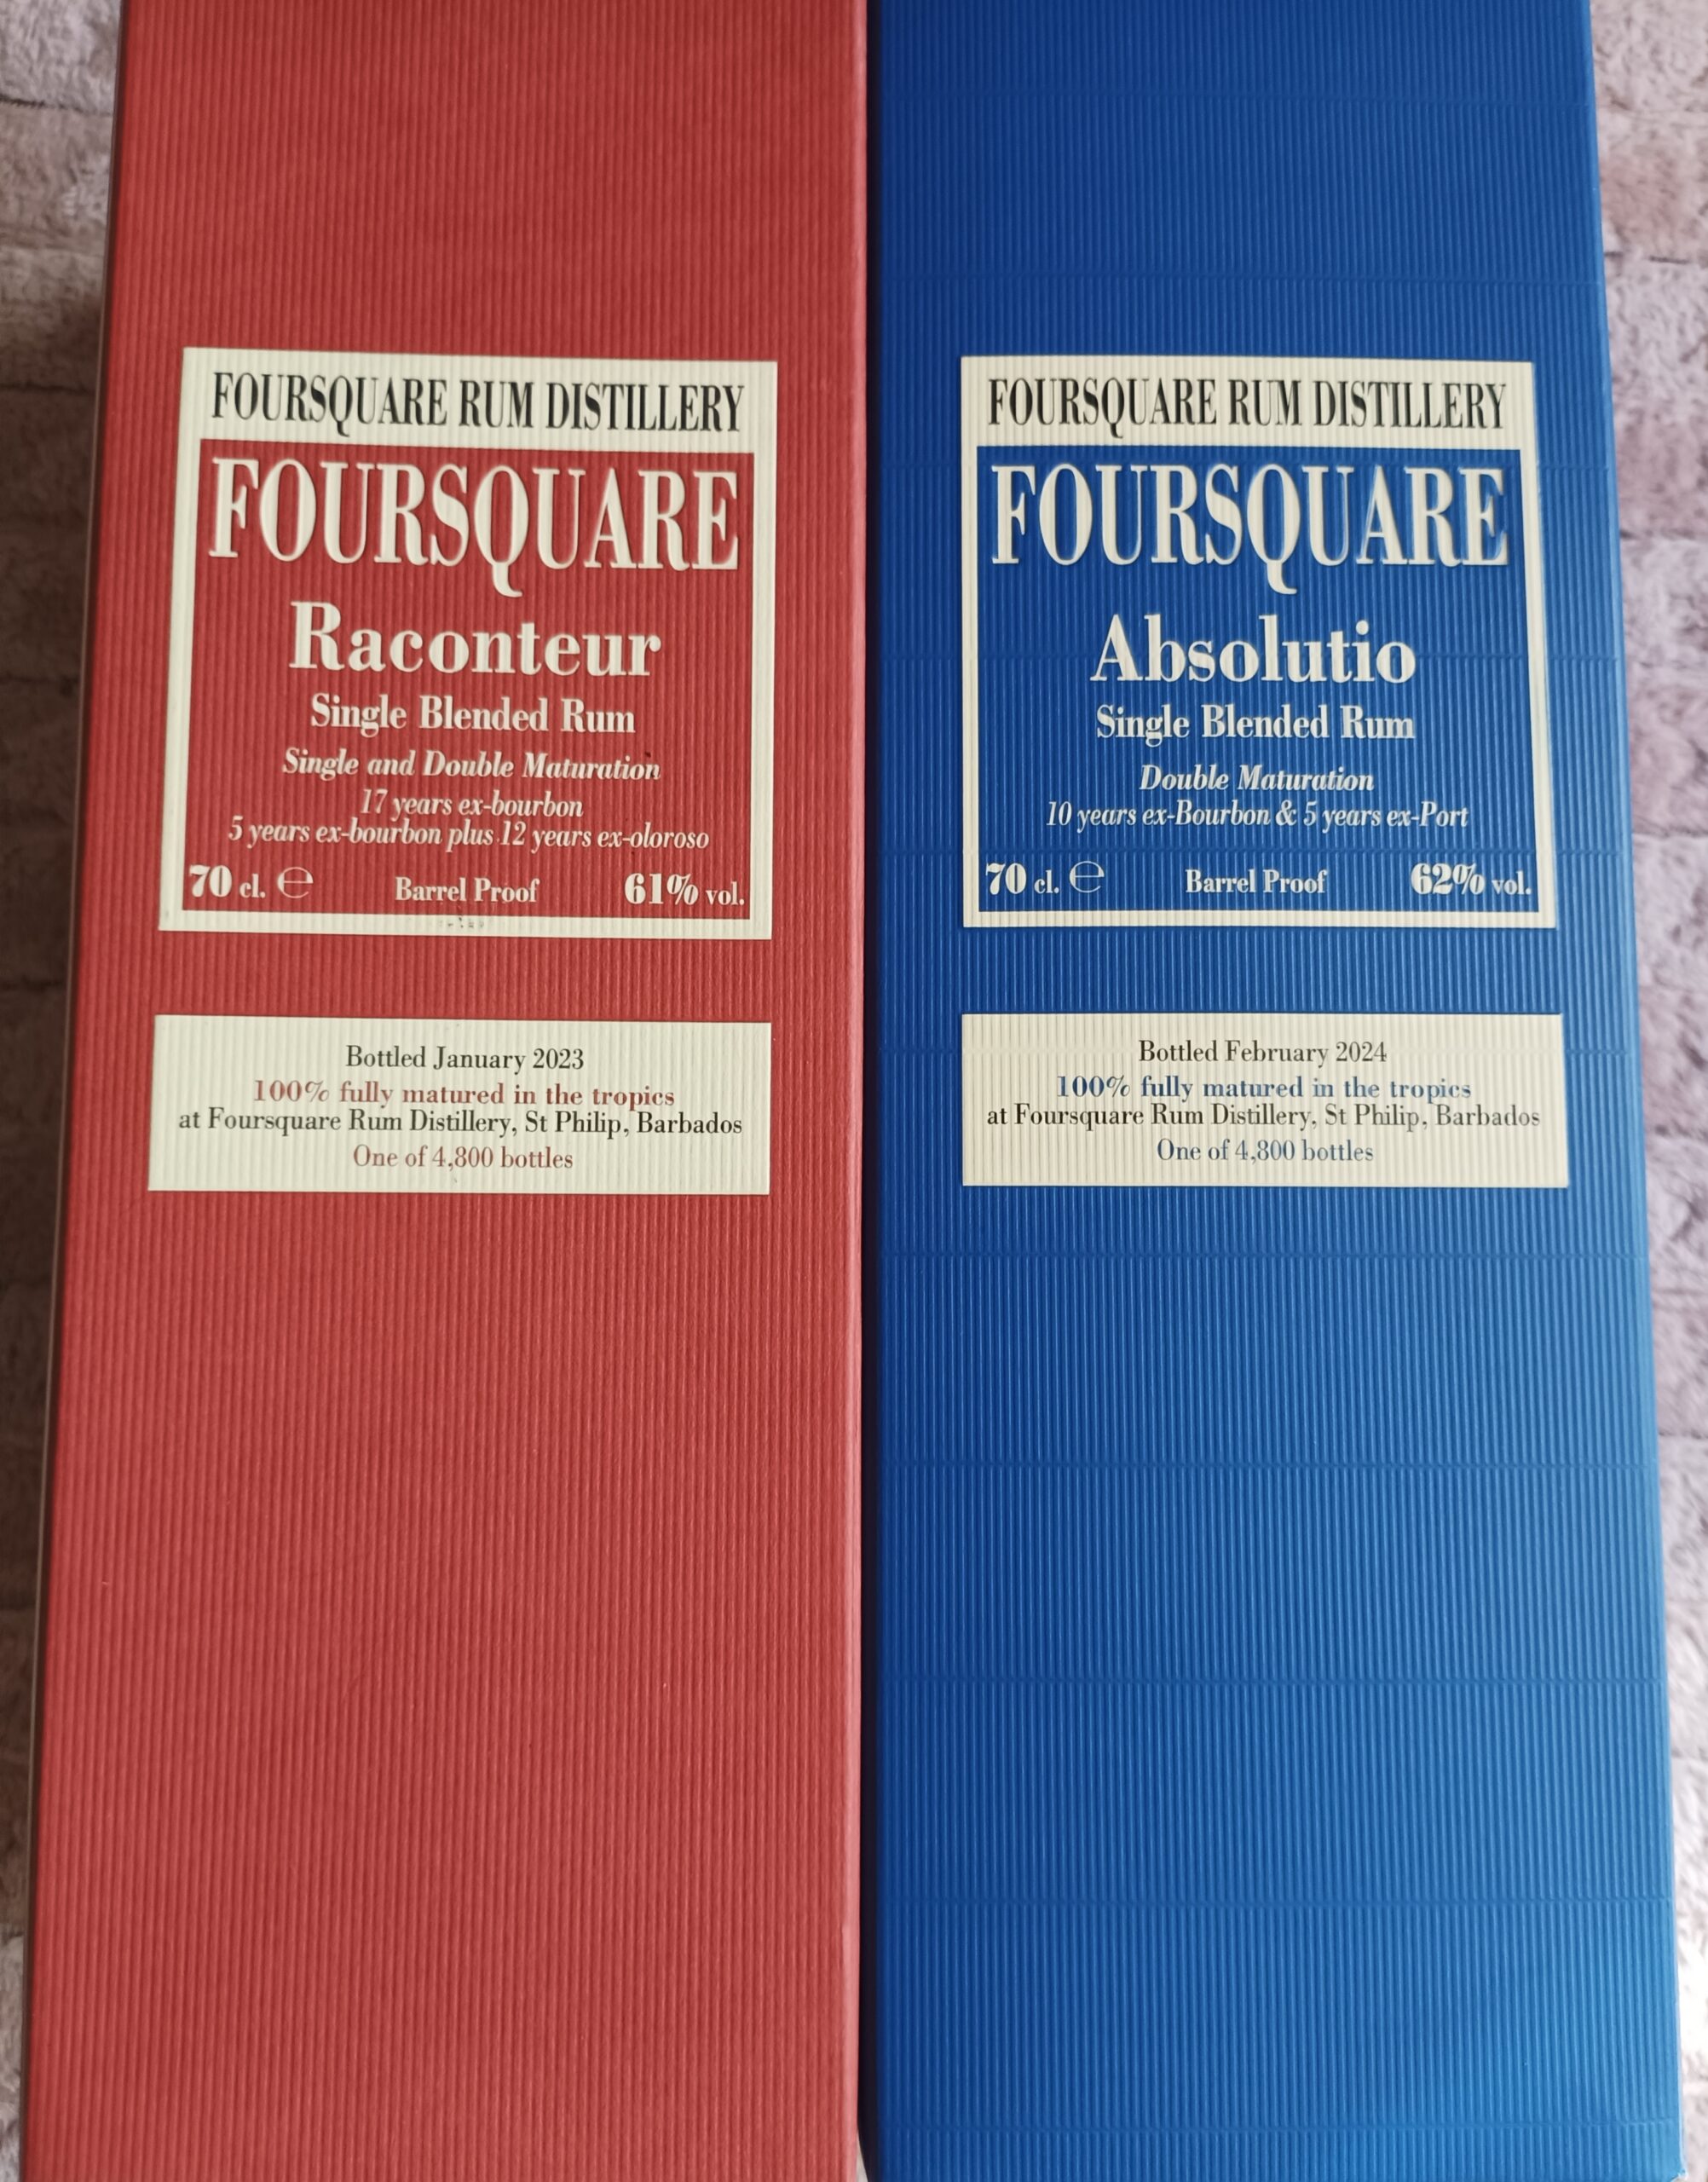 FOURSQUARE RUM DISTILLERY
FOURSQUARE
Raconteur
Single Blended Rum
Single and Double Maturation
17 years ex-bourbon
5 years ex-bourbon plus 12 years ex-oloroso
70 cl. ℮ Barrel Proof 61% vol.
Bottled January 2023
100% fully matured in the tropics
at Foursquare Rum Distillery, St Philip, Barbados
One of 4,800 bottles
FOURSQUARE RUM DISTILLERY
FOURSQUARE
Absolutio
Single Blended Rum
Double Maturation
10 years ex-Bourbon & 5 years ex-Port
70 cl. ℮ Barrel Proof 62% vol.
Bottled February 2024
100% fully matured in the tropics
at Foursquare Rum Distillery, St Philip, Barbados
One of 4,800 bottles